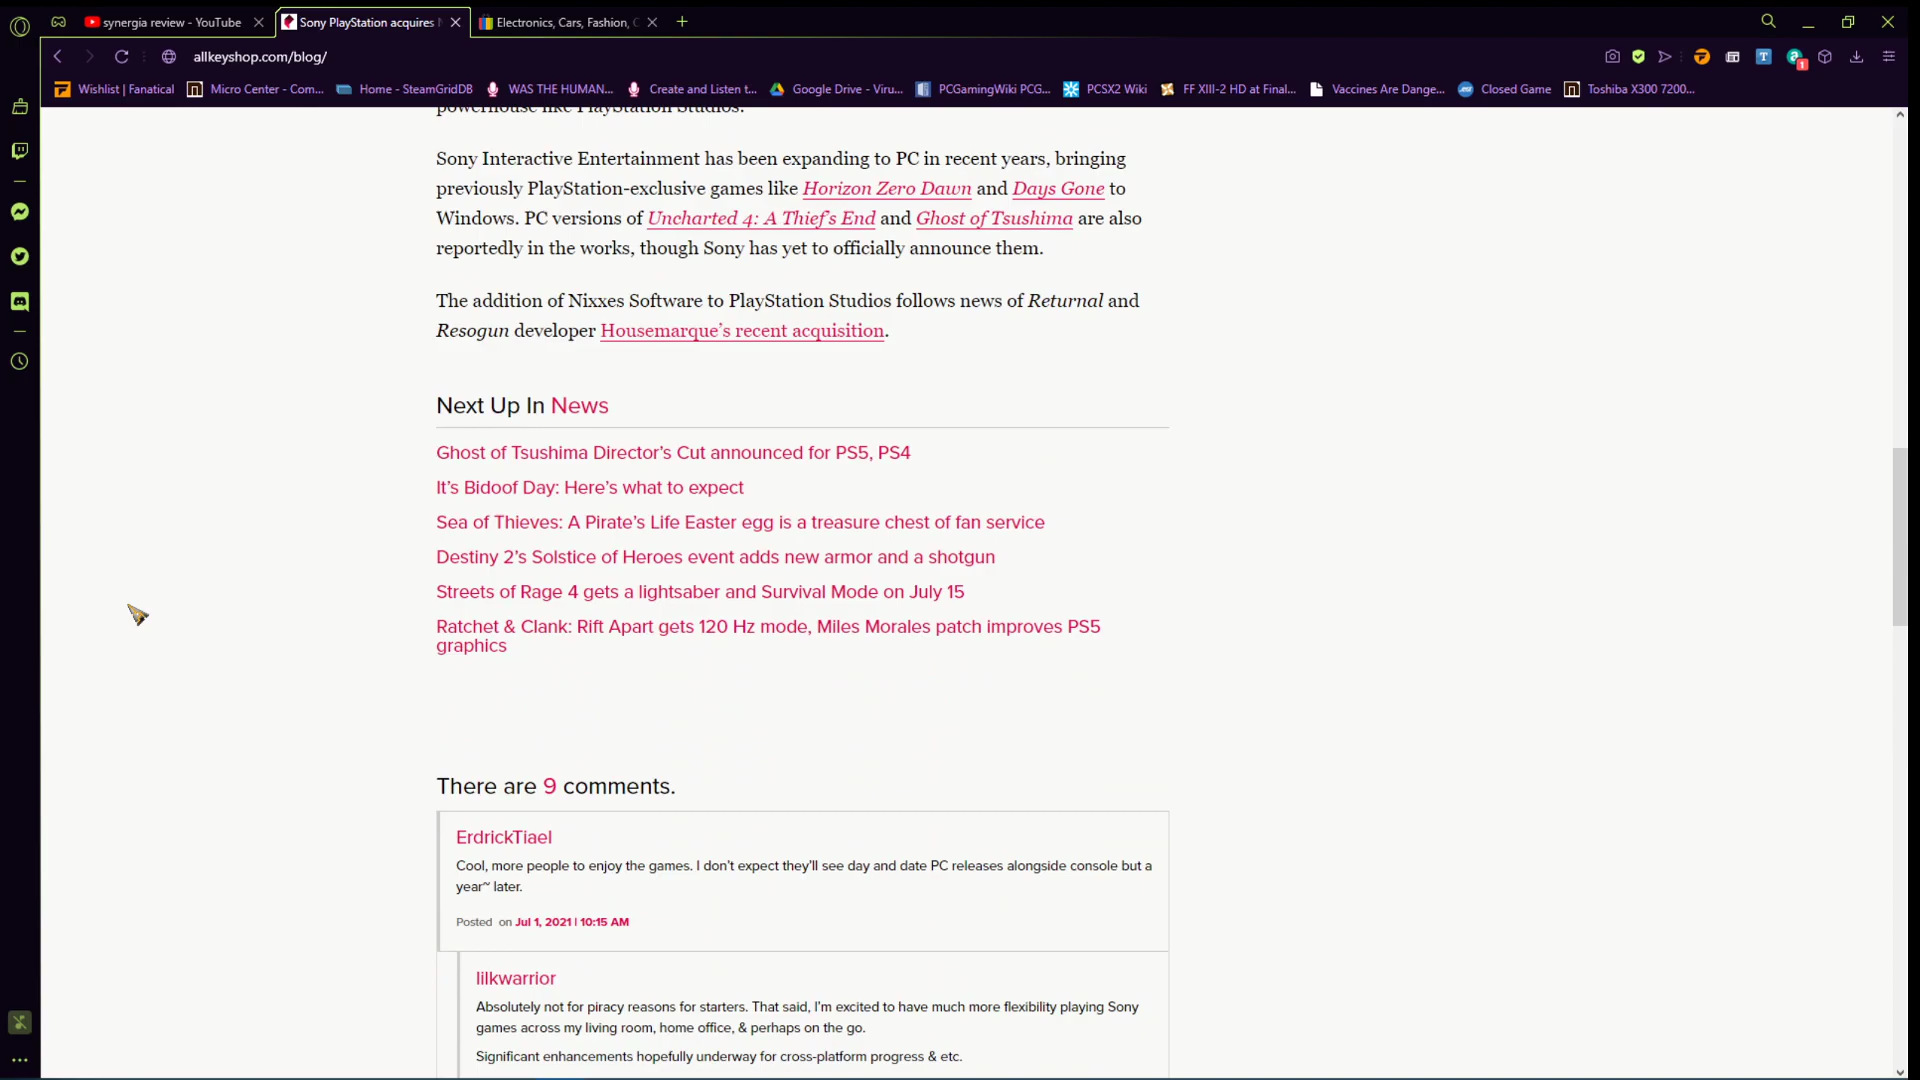 synergia review - YouTube
Sony PlayStation acquires
Electronics, Cars, Fashion, C
allkeyshop.com/blog/
T
1
Wishlist | Fanatical
Micro Center - Com...
Home - SteamGridDB
WAS THE HUMAN...
Create and Listen t...
Google Drive - Viru...
PCGamingWiki PCG...
PCSX2 Wiki
FF XIII-2 HD at Final...
Vaccines Are Dange...
Closed Game
Toshiba X300 7200...
powerhouse like PlayStation Studios.
Sony Interactive Entertainment has been expanding to PC in recent years, bringing
previously PlayStation-exclusive games like Horizon Zero Dawn and Days Gone to
Windows. PC versions of Uncharted 4: A Thief's End and Ghost of Tsushima are also
reportedly in the works, though Sony has yet to officially announce them.
The addition of Nixxes Software to PlayStation Studios follows news of Returnal and
Resogun developer Housemarque's recent acquisition.
Next Up In News
Ghost of Tsushima Director's Cut announced for PS5, PS4
It's Bidoof Day: Here's what to expect
Sea of Thieves: A Pirate's Life Easter egg is a treasure chest of fan service
Destiny 2's Solstice of Heroes event adds new armor and a shotgun
Streets of Rage 4 gets a lightsaber and Survival Mode on July 15
Ratchet & Clank: Rift Apart gets 120 Hz mode, Miles Morales patch improves PS5
graphics
There are 9 comments.
ErdrickTiael
Cool, more people to enjoy the games. I don't expect they'll see day and date PC releases alongside console but a
year~ later.
Posted on Jul 1, 2021 | 10:15 AM
lilkwarrior
Absolutely not for piracy reasons for starters. That said, I'm excited to have much more flexibility playing Sony
games across my living room, home office, & perhaps on the go.
Significant enhancements hopefully underway for cross-platform progress & etc.